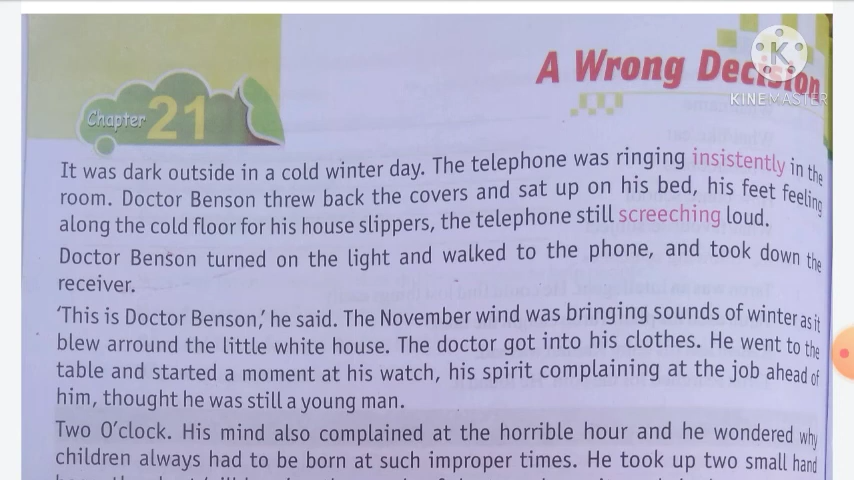 A Wrong Decision
KINEMASTER
Chapter 21
It was dark outside in a cold winter day. The telephone was ringing insistently in the
room. Doctor Benson threw back the covers and sat up on his bed, his feet feeling
along the cold floor for his house slippers, the telephone still screeching loud.
Doctor Benson turned on the light and walked to the phone, and took down the
receiver.
‘This is Doctor Benson,’ he said. The November wind was bringing sounds of winter as it
blew arround the little white house. The doctor got into his clothes. He went to the
table and started a moment at his watch, his spirit complaining at the job ahead of
him, thought he was still a young man.
Two O’clock. His mind also complained at the horrible hour and he wondered why
children always had to be born at such improper times. He took up two small hand